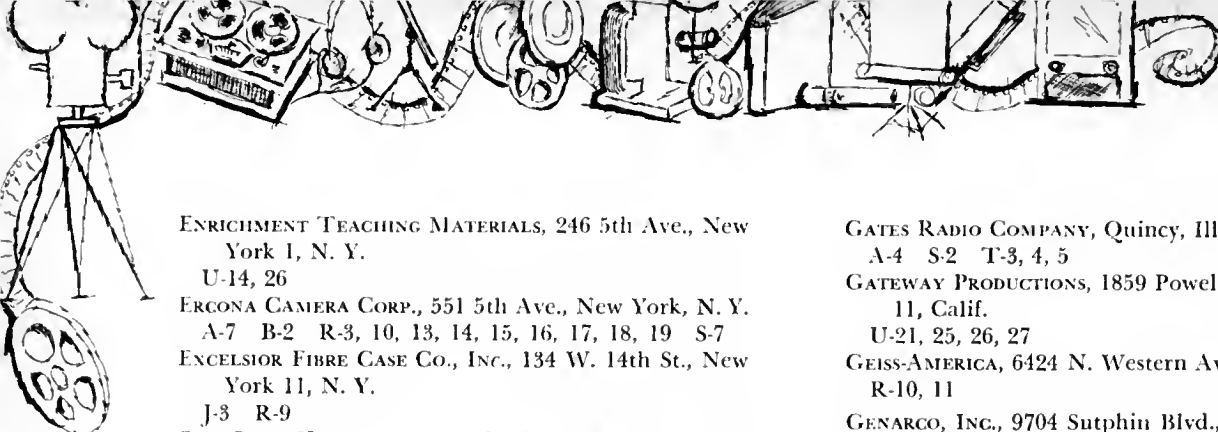 ENRICHMENT TEACHING MATERIALS, 246 5th Ave., New
York 1, N. Y.
U-14, 26
ERCONA CAMERA CORP., 551 5th Ave., New York, N. Y.
A-7 B-2 R-3, 10, 13, 14, 15, 16, 17, 18, 19 S-7
EXCELSIOR FIBRE CASE CO., INC., 134 W. 14th St., New
York 11, N. Y.
J-3 R-9
GATES RADIO COMPANY, Quincy, Ill
A-4 S-2 T-3, 4, 5
GATEWAY PRODUCTIONS, 1859 Powel
11, Calif.
U-21, 25, 26, 27
GEISS-AMERICA, 6424 N. Western Av
R-10, 11
GENARCO, INC., 9704 Sutphin Blvd.,